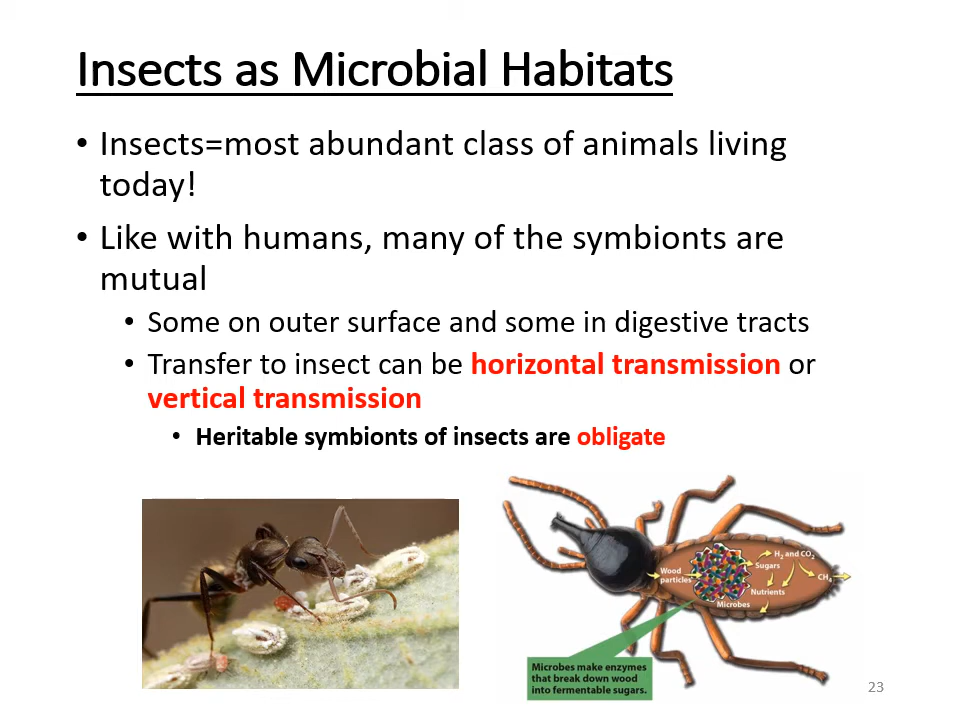 Insects as Microbial Habitats
• Insects=most abundant class of animals living
today!
• Like with humans, many of the symbionts are
mutual
• Some on outer surface and some in digestive tracts
• Transfer to insect can be horizontal transmission or
vertical transmission
• Heritable symbionts of insects are obligate
Wood
particles
H₂ and CO₂
Sugars
CH₄
Nutrients
Microbes
Microbes make enzymes
that break down wood
into fermentable sugars.
23